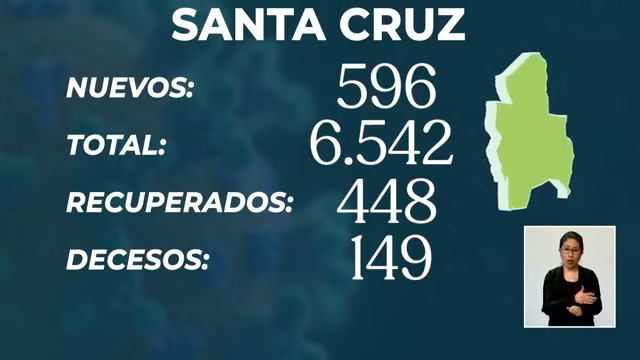 SANTA CRUZ
NUEVOS: 596
TOTAL: 6.542
RECUPERADOS: 448
DECESOS: 149